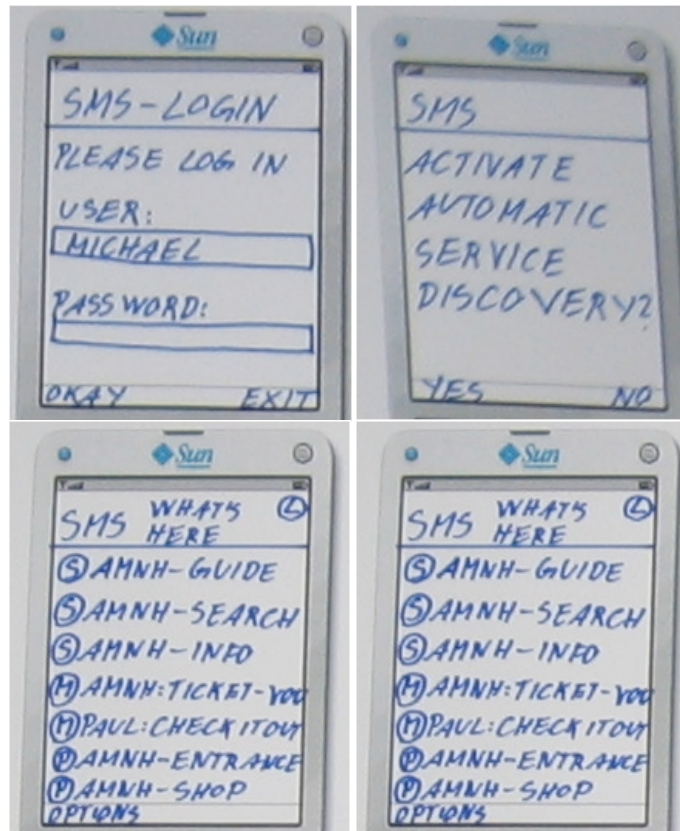 Sun
SMS-LOGIN
PLEASE LOG IN
USER:
MICHAEL
PASSWORD:
OKAY EXIT
Sun
SMS
ACTIVATE
AUTOMATIC
SERVICE
DISCOVERY?
YES NO
Sun
SMS WHAT'S HERE L
S AMNH-GUIDE
S AMNH-SEARCH
S AMNH-INFO
M AMNH:TICKET-YOU
M PAUL:CHECK IT OUT
P AMNH-ENTRANCE
P AMNH-SHOP
OPTIONS
Sun
SMS WHAT'S HERE L
S AMNH-GUIDE
S AMNH-SEARCH
S AMNH-INFO
M AMNH:TICKET-YOU
M PAUL:CHECK IT OUT
P AMNH-ENTRANCE
P AMNH-SHOP
OPTIONS